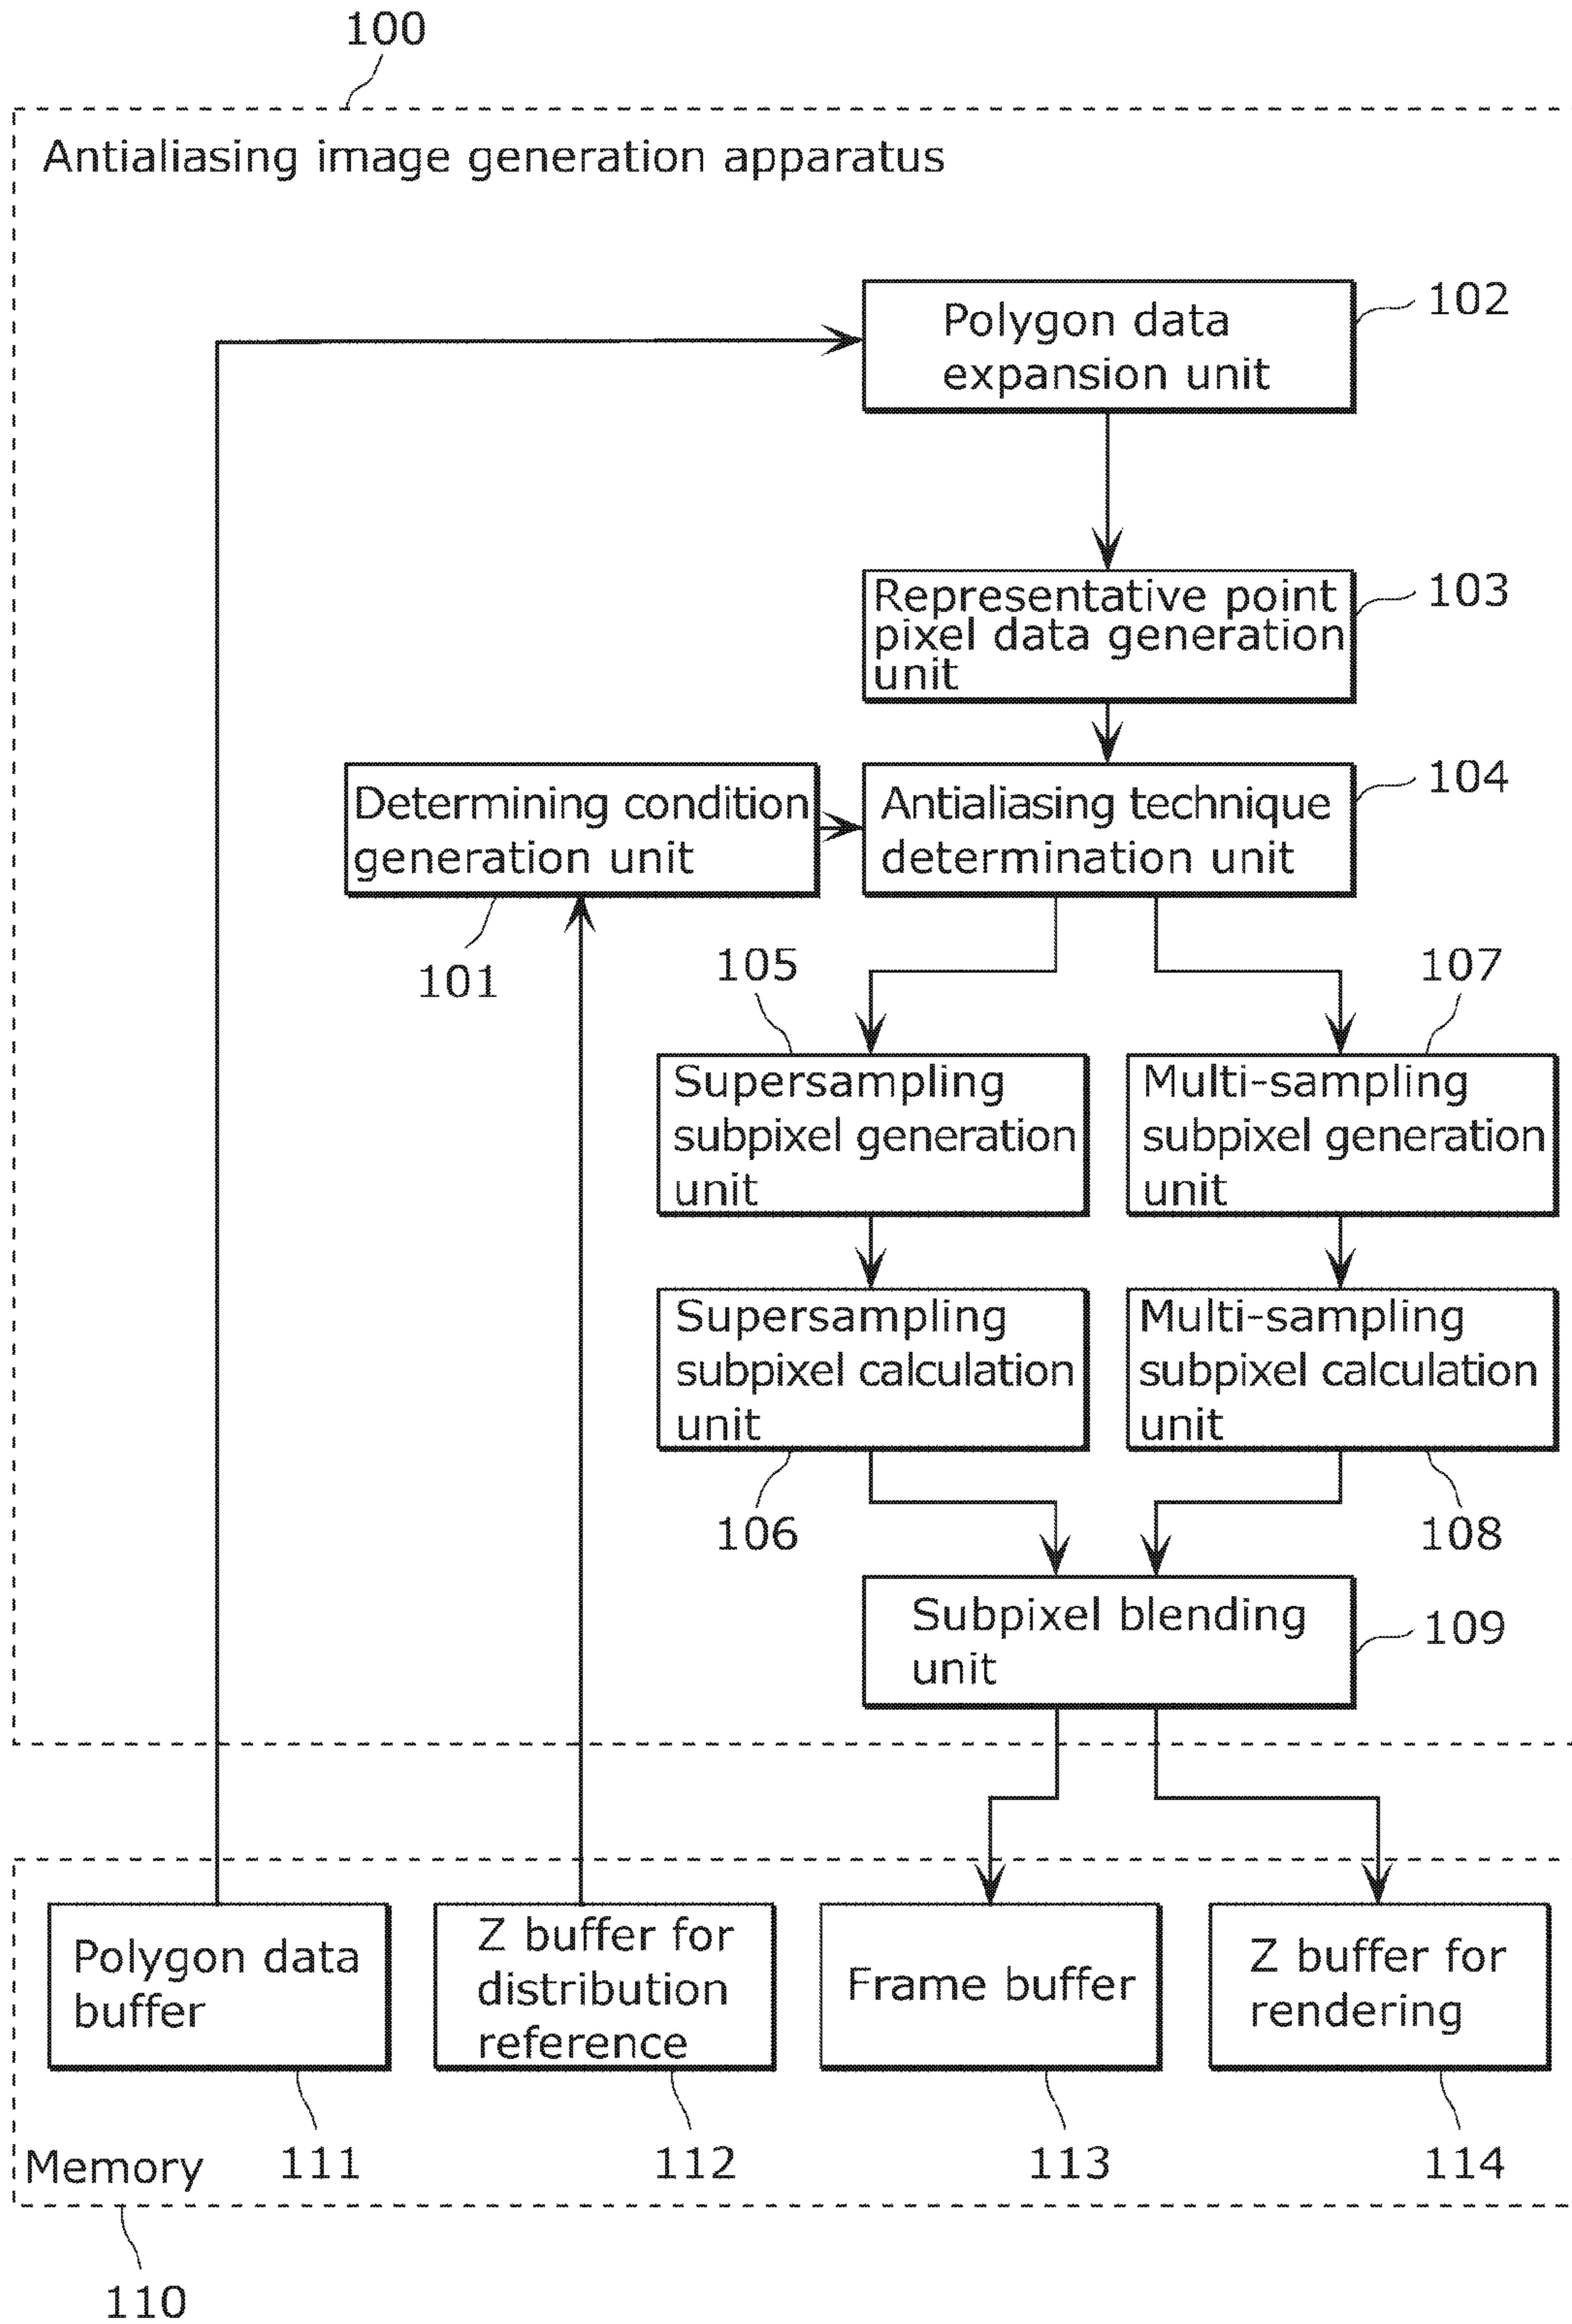 100
Antialiasing image generation apparatus
Polygon data
expansion unit
102
Representative point
pixel data generation
unit
103
Determining condition
generation unit
101
Antialiasing technique
determination unit
104
105
107
Supersampling
subpixel generation
unit
Multi-sampling
subpixel generation
unit
Supersampling
subpixel calculation
unit
Multi-sampling
subpixel calculation
unit
106
108
Subpixel blending
unit
109
Polygon data
buffer
Z buffer for
distribution
reference
Frame buffer
Z buffer for
rendering
Memory
111
112
113
114
110